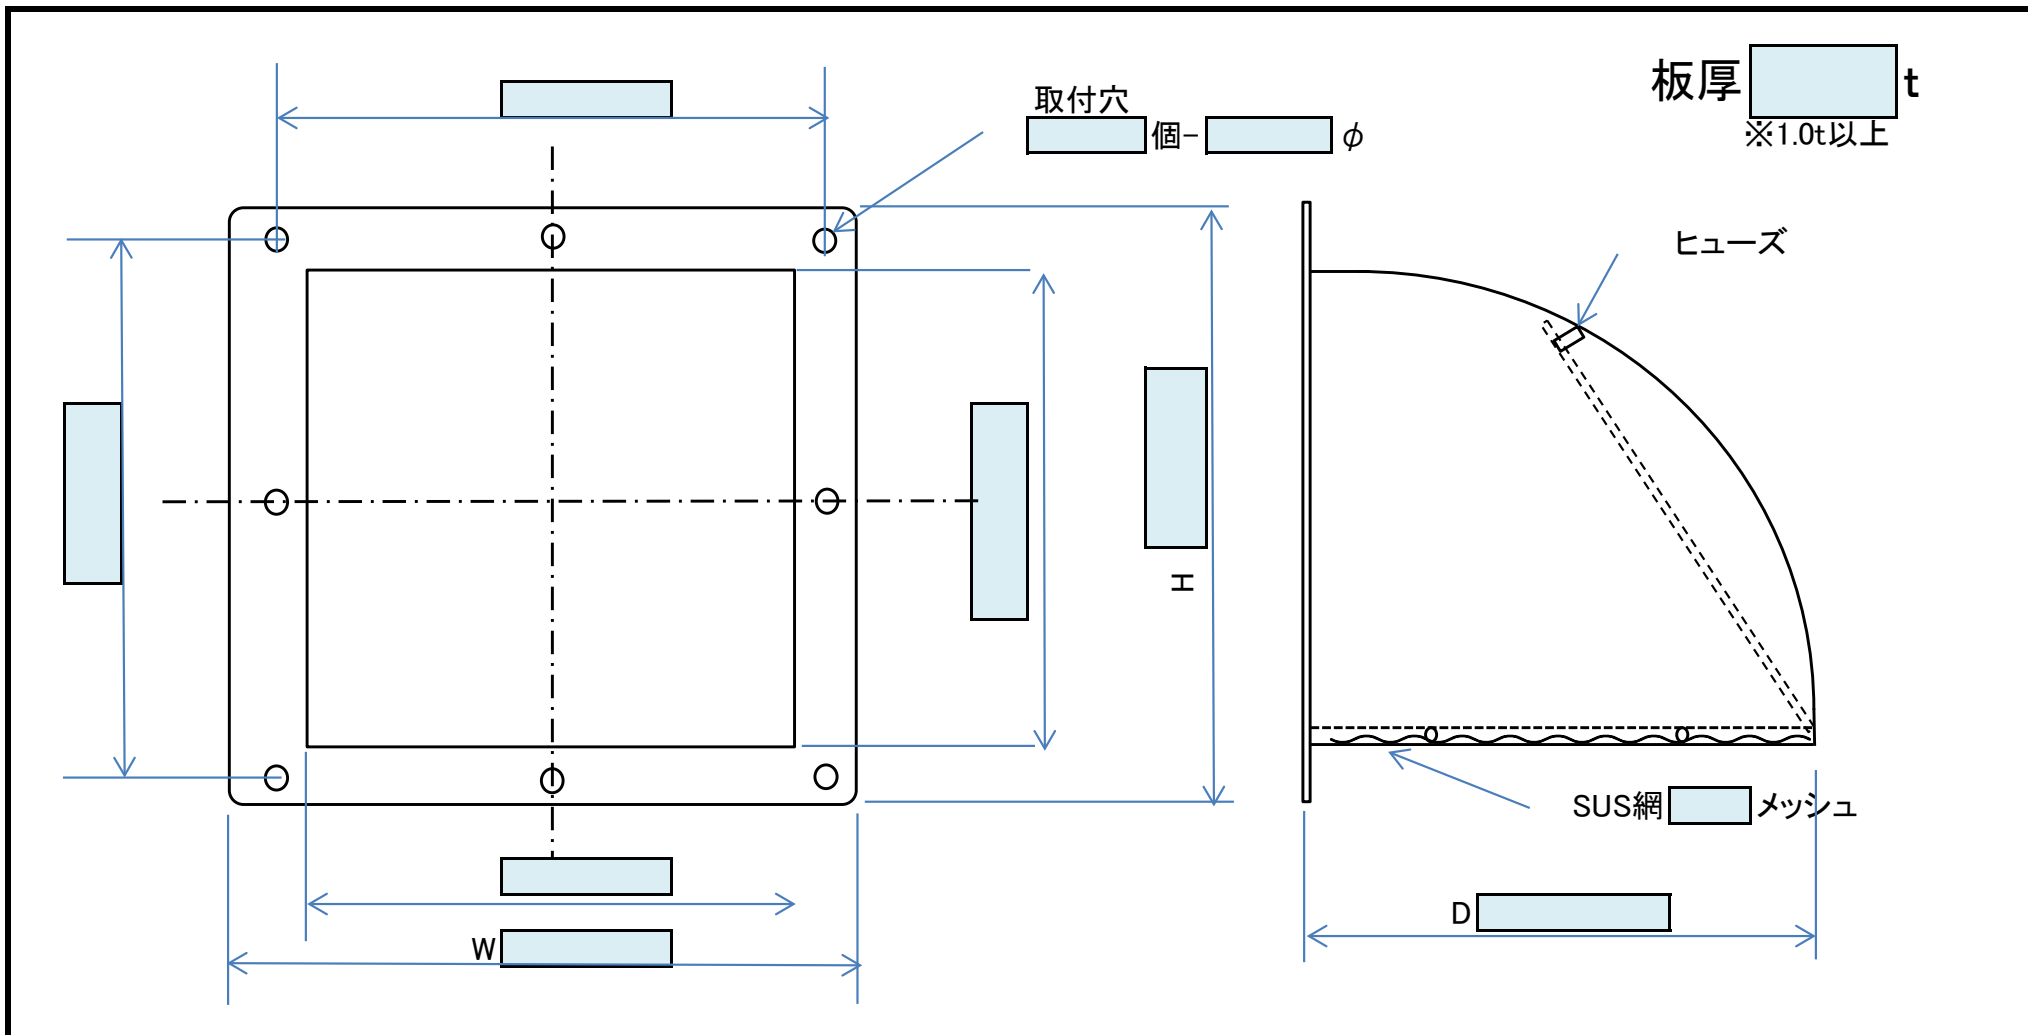 板厚 t
※1.0t以上
取付穴
個- φ
ヒューズ
H
SUS網 メッシュ
D
W